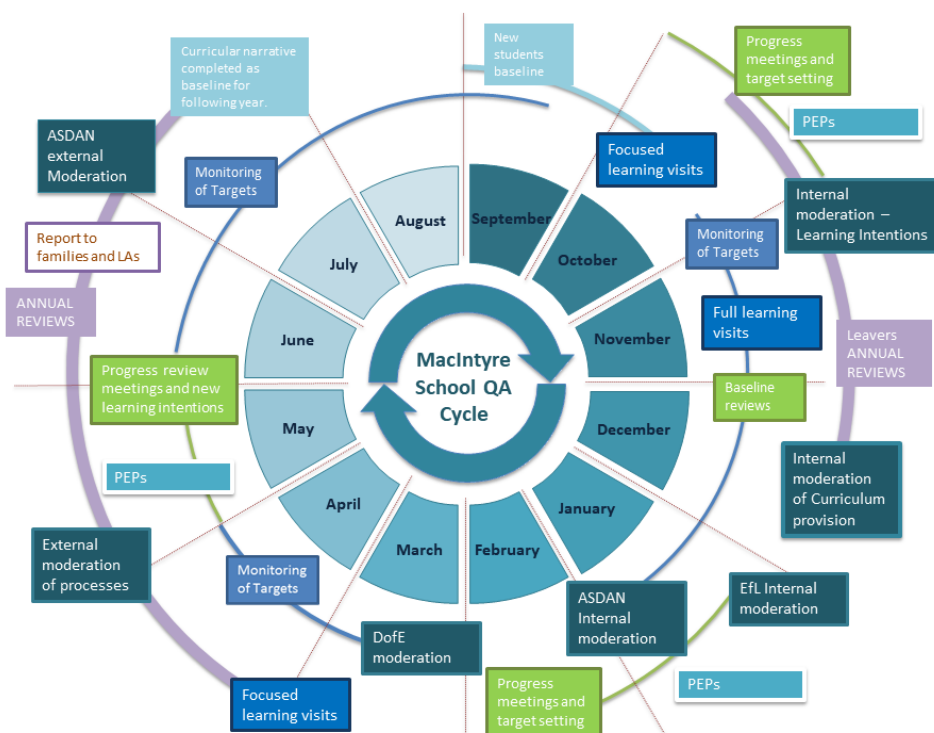 Curricular narrative
completed as
baseline for
following year.
New
students
baseline
Progress
meetings and
target setting
PEPs
ASDAN
external
Moderation
Monitoring
of Targets
Focused
learning visits
Internal
moderation –
Learning Intentions
Report to
families and LAs
August
September
July
October
Monitoring
of Targets
ANNUAL
REVIEWS
June
November
Full learning
visits
Leavers
ANNUAL
REVIEWS
MacIntyre
School QA
Cycle
Progress review
meetings and new
learning intentions
Baseline
reviews
May
December
PEPs
Internal
moderation
of Curriculum
provision
April
January
External
moderation
of processes
March
February
Monitoring
of Targets
ASDAN
Internal
moderation
EfL Internal
moderation
DofE
moderation
Focused
learning visits
Progress
meetings and
target setting
PEPs